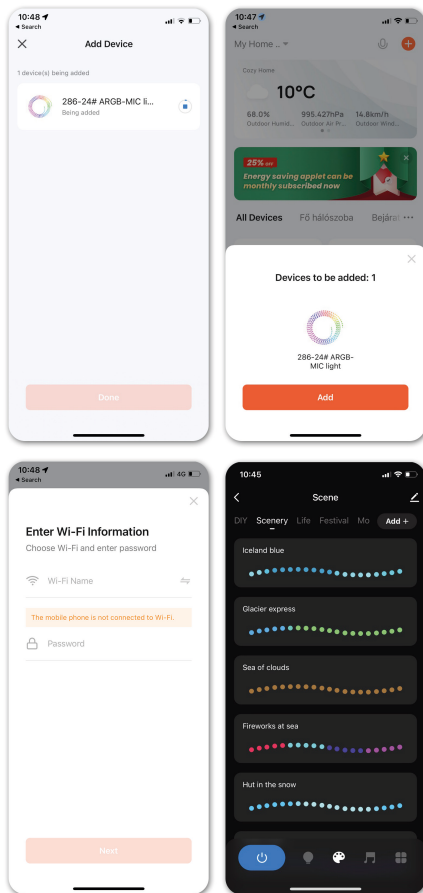 10:48
Search
Add Device
1 device(s) being added
286-24# ARGB-MIC li...
Being added
Done
10:47
Search
My Home ..
Cozy Home
10°C
68.0% 995.427hPa 14.8km/h
Outdoor Humid... Outdoor Air Pr... Outdoor Wind...
25% OFF
Energy saving applet can be
monthly subscribed now
All Devices Fő hálószoba Bejárat
Devices to be added: 1
286-24# ARGB-
MIC light
Add
10:48
Search
4G
Enter Wi-Fi Information
Choose Wi-Fi and enter password
Wi-Fi Name
The mobile phone is not connected to Wi-Fi.
Password
Next
10:45
Scene
DIY Scenery Life Festival Mo Add +
Iceland blue
Glacier express
Sea of clouds
Fireworks at sea
Hut in the snow